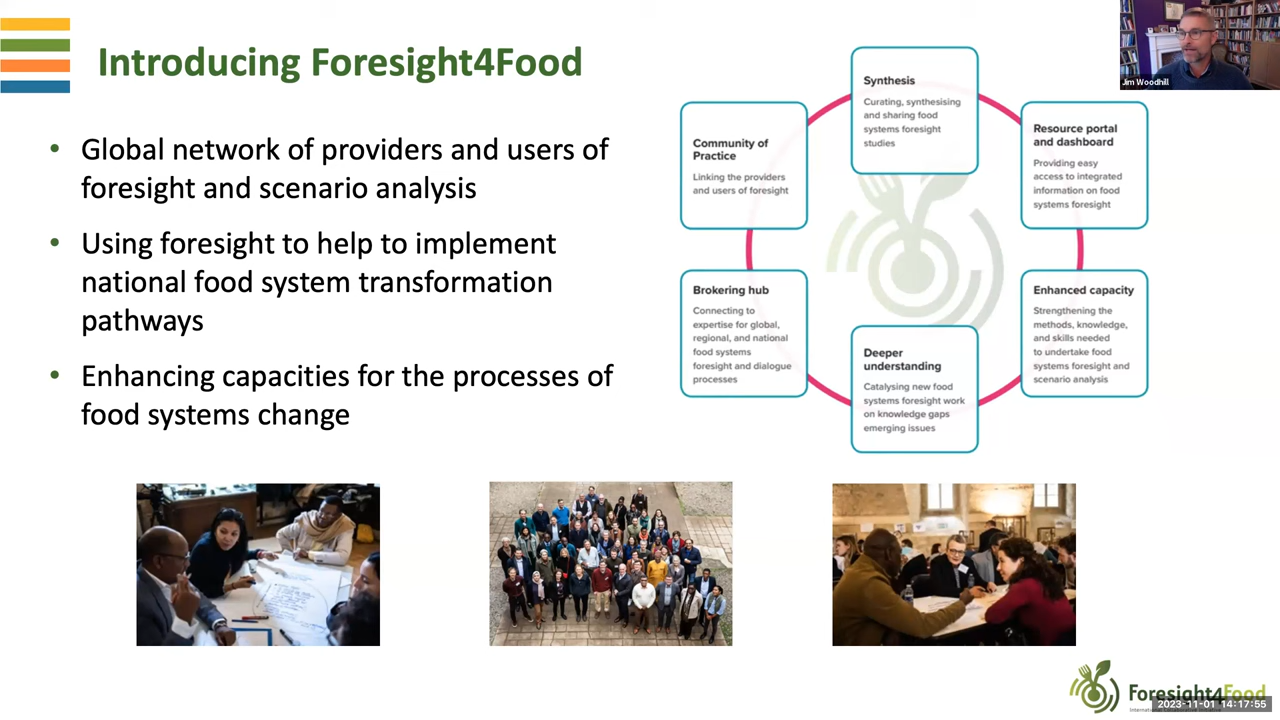 Introducing Foresight4Food
• Global network of providers and users of
foresight and scenario analysis
• Using foresight to help to implement
national food system transformation
pathways
• Enhancing capacities for the processes of
food systems change
Synthesis
Curating, synthesising
and sharing food
systems foresight
studies
Community of
Practice
Linking the providers
and users of foresight
Resource portal
and dashboard
Providing easy
access to integrated
information on food
systems foresight
Brokering hub
Connecting to
expertise for global,
regional, and national
food systems
foresight and dialogue
processes
Deeper
understanding
Catalysing new food
systems foresight work
on knowledge gaps
emerging issues
Enhanced capacity
Strengthening the
methods, knowledge,
and skills needed
to undertake food
systems foresight and
scenario analysis
Jim Woodhill
Foresight4Food
2023-11-01 14:17:55